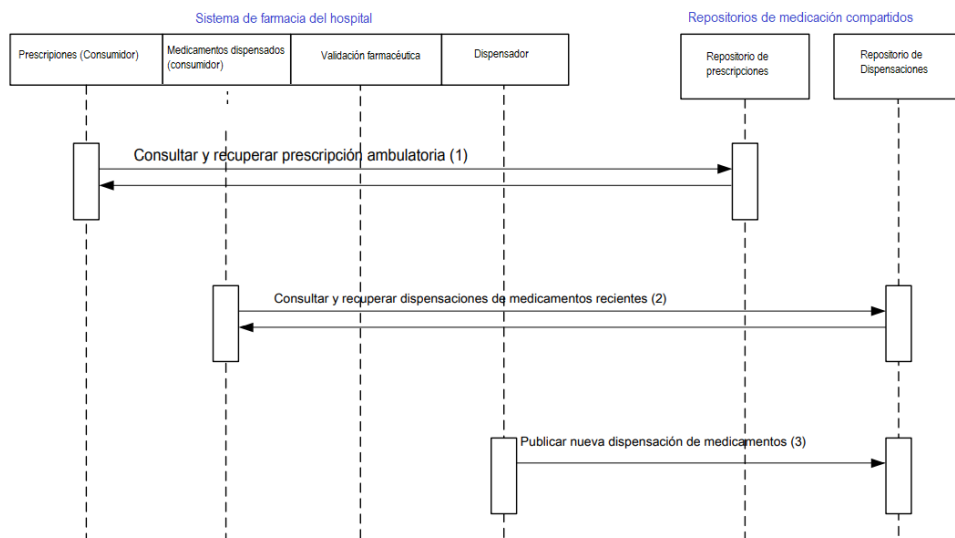 Sistema de farmacia del hospital
Repositorios de medicación compartidos
Prescripiones (Consumidor)
Medicamentos dispensados
(consumidor)
Validación farmacéutica
Dispensador
Repositorio de
prescripciones
Repositorio de
Dispensaciones
Consultar y recuperar prescripción ambulatoria (1)
Consultar y recuperar dispensaciones de medicamentos recientes (2)
Publicar nueva dispensación de medicamentos (3)